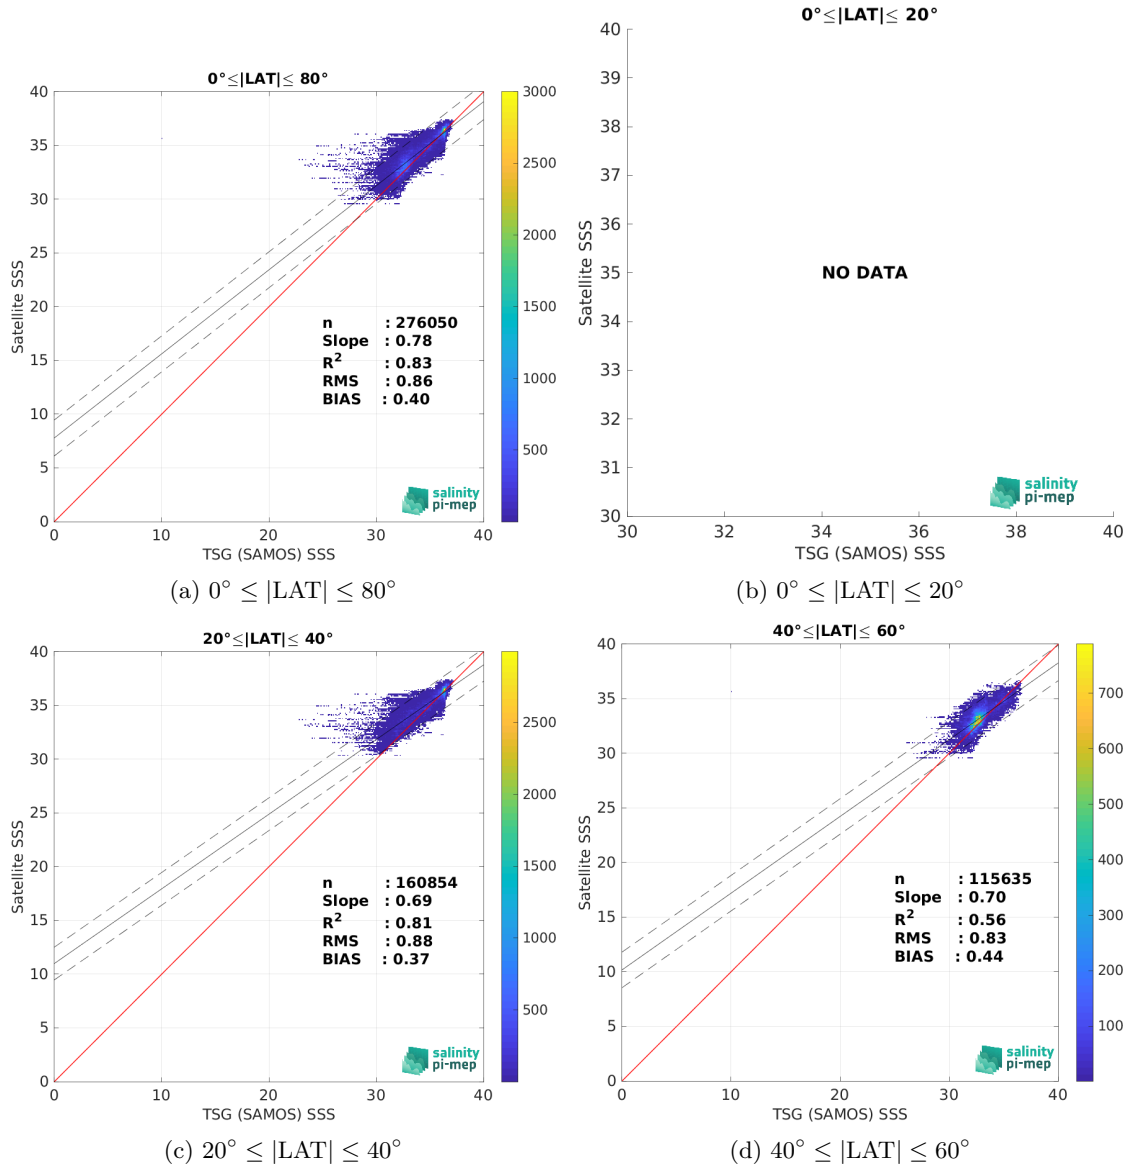 0°≤|LAT|≤ 80°
40
35
30
25
20
15
10
5
0
Satellite SSS
n : 276050
Slope : 0.78
R² : 0.83
RMS : 0.86
BIAS : 0.40
salinity
pi-mep
0 10 20 30 40
TSG (SAMOS) SSS
3000
2500
2000
1500
1000
500
(a) 0° ≤ |LAT| ≤ 80°
0°≤|LAT|≤ 20°
40
39
38
37
36
35
34
33
32
31
30
Satellite SSS
NO DATA
salinity
pi-mep
30 32 34 36 38 40
TSG (SAMOS) SSS
(b) 0° ≤ |LAT| ≤ 20°
20°≤|LAT|≤ 40°
40
35
30
25
20
15
10
5
0
Satellite SSS
n : 160854
Slope : 0.69
R² : 0.81
RMS : 0.88
BIAS : 0.37
salinity
pi-mep
0 10 20 30 40
TSG (SAMOS) SSS
2500
2000
1500
1000
500
(c) 20° ≤ |LAT| ≤ 40°
40°≤|LAT|≤ 60°
40
35
30
25
20
15
10
5
0
Satellite SSS
n : 115635
Slope : 0.70
R² : 0.56
RMS : 0.83
BIAS : 0.44
salinity
pi-mep
0 10 20 30 40
TSG (SAMOS) SSS
700
600
500
400
300
200
100
(d) 40° ≤ |LAT| ≤ 60°